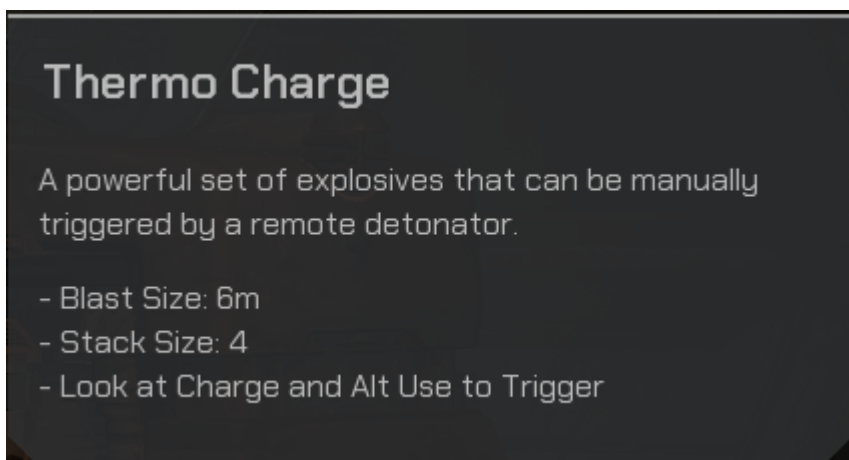 Thermo Charge
A powerful set of explosives that can be manually
triggered by a remote detonator.
- Blast Size: 6m
- Stack Size: 4
- Look at Charge and Alt Use to Trigger